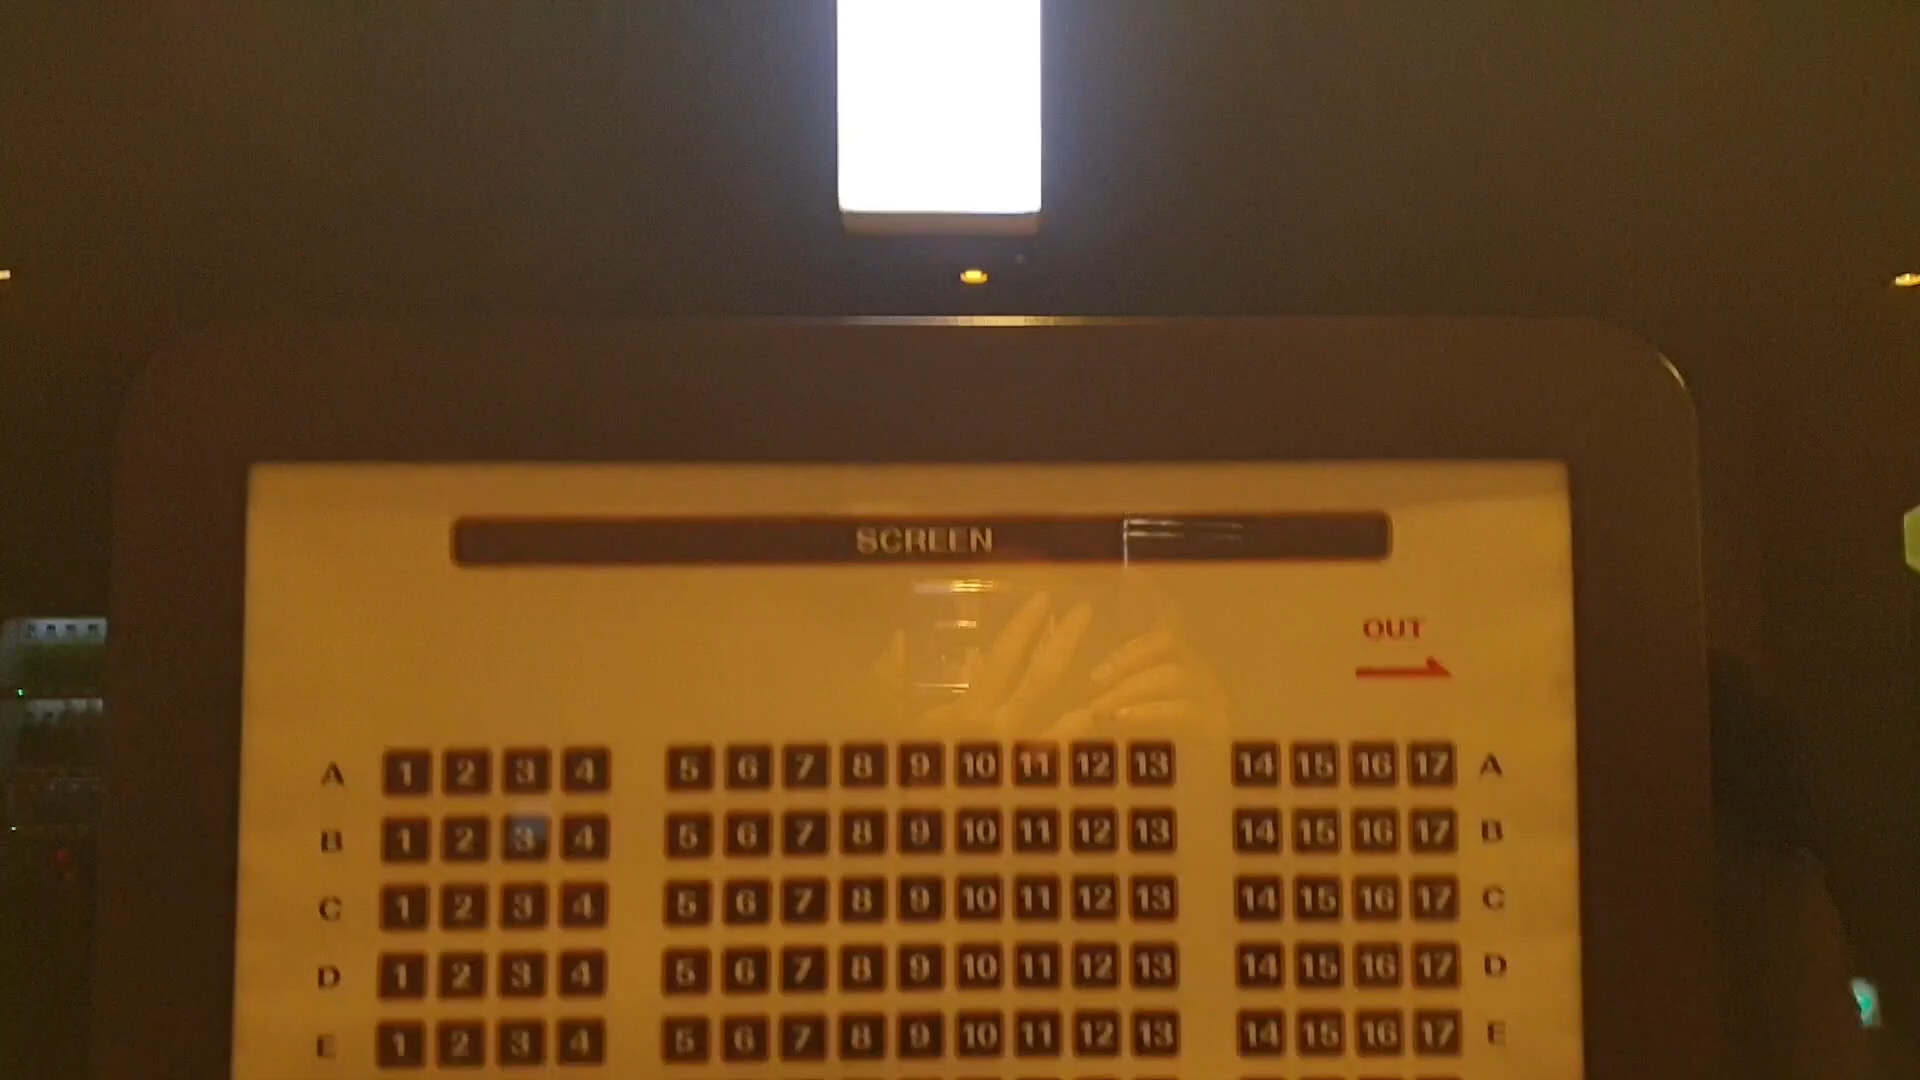 SCREEN
OUT
A 1 2 3 4 5 6 7 8 9 10 11 12 13 14 15 16 17 A
B 1 2 3 4 5 6 7 8 9 10 11 12 13 14 15 16 17 B
C 1 2 3 4 5 6 7 8 9 10 11 12 13 14 15 16 17 C
D 1 2 3 4 5 6 7 8 9 10 11 12 13 14 15 16 17 D
E 1 2 3 4 5 6 7 8 9 10 11 12 13 14 15 16 17 E